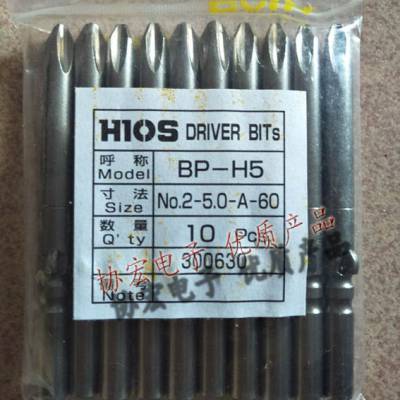 HIOS DRIVER BITs
呼称 Model BP-H5
寸法 Size No.2-5.0-A-60
数量 Q'ty 10 Pc
300630
Note
协宏电子 优质产品
协宏电子 优质产品